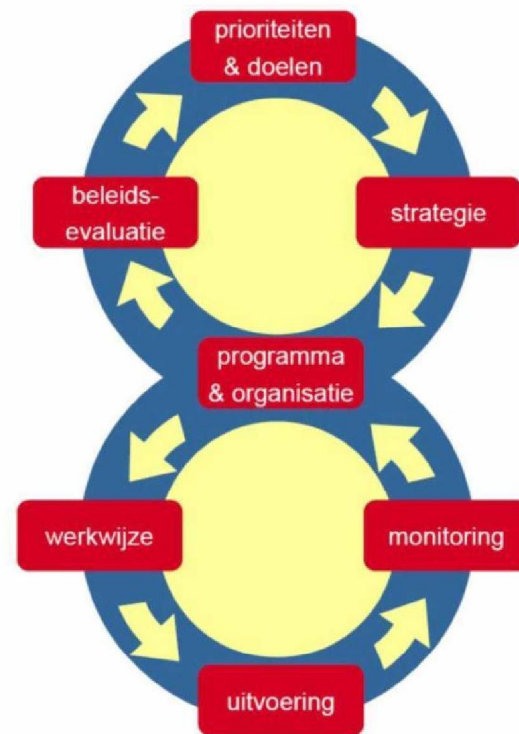 prioriteiten
& doelen
beleids-
evaluatie
strategie
programma
& organisatie
werkwijze
monitoring
uitvoering